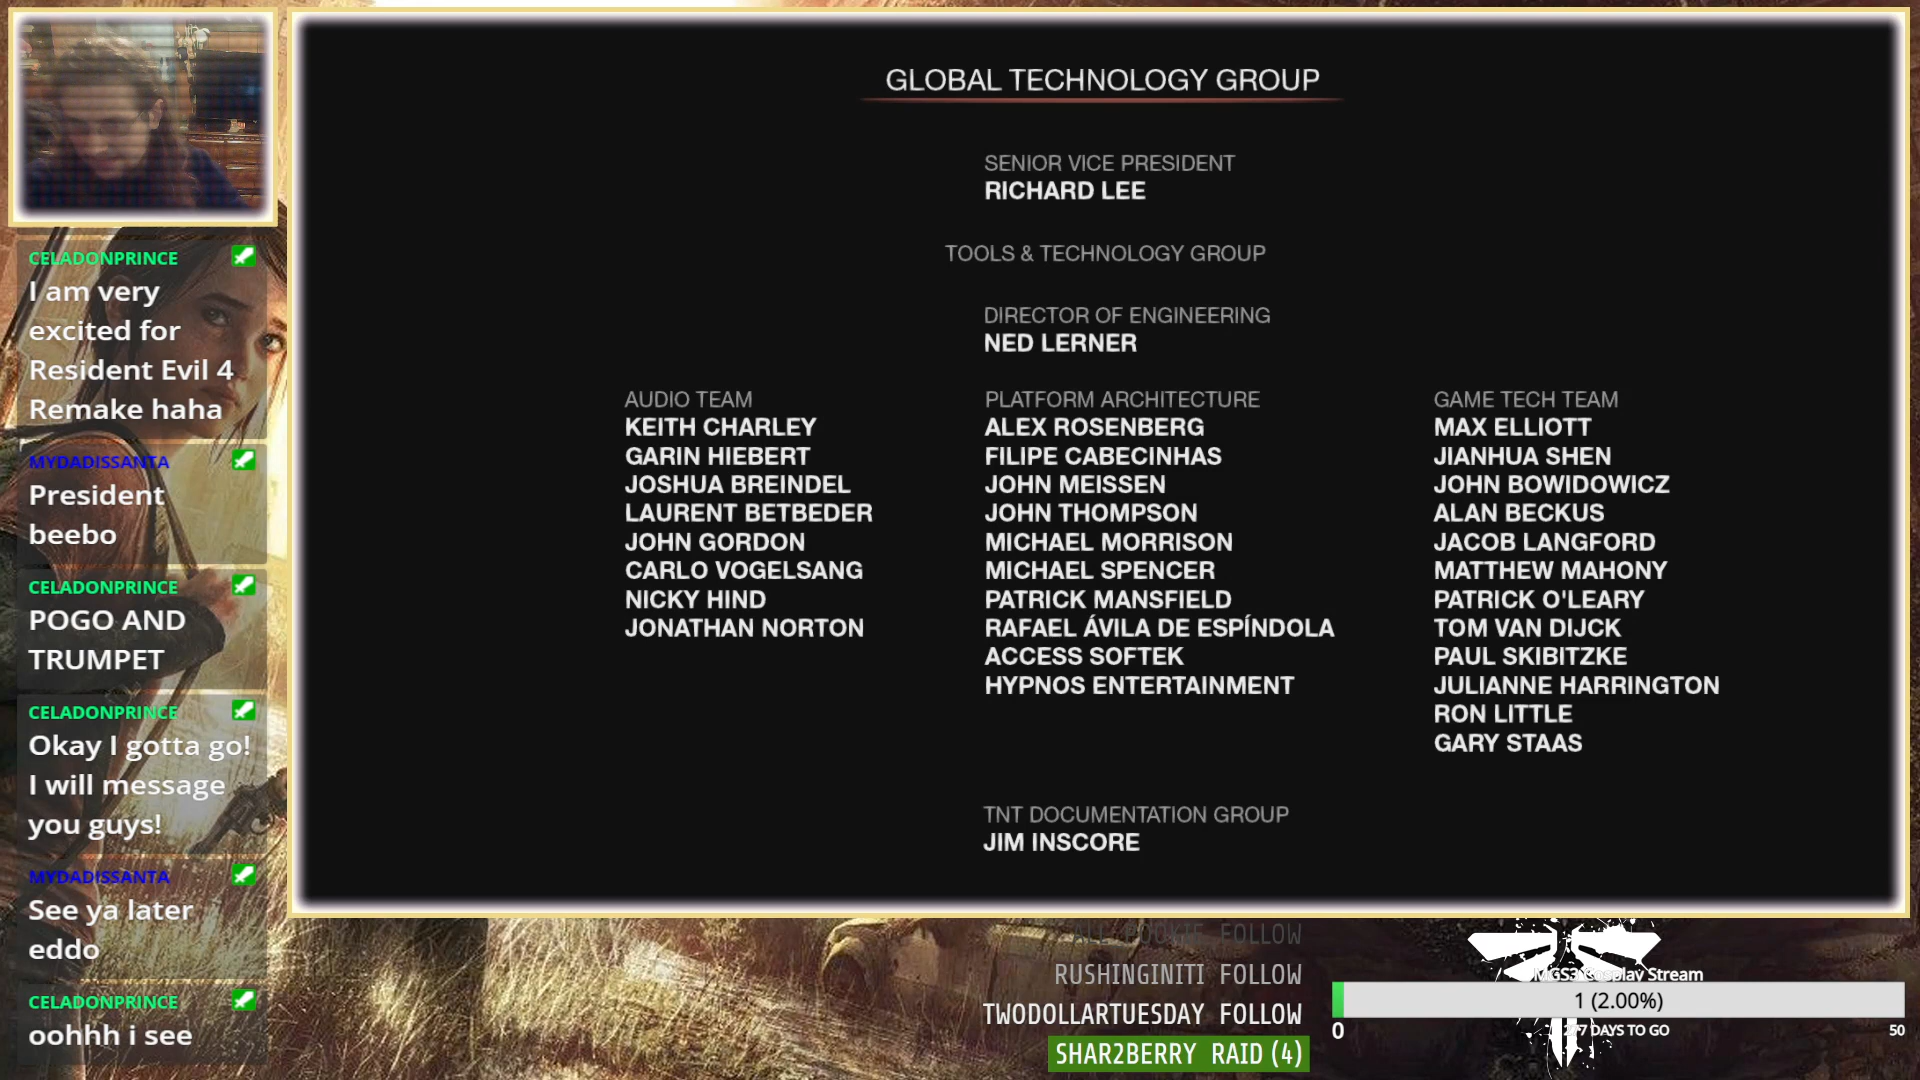 GLOBAL TECHNOLOGY GROUP
SENIOR VICE PRESIDENT
RICHARD LEE
TOOLS & TECHNOLOGY GROUP
DIRECTOR OF ENGINEERING
NED LERNER
AUDIO TEAM
KEITH CHARLEY
GARIN HIEBERT
JOSHUA BREINDEL
LAURENT BETBEDER
JOHN GORDON
CARLO VOGELSANG
NICKY HIND
JONATHAN NORTON
PLATFORM ARCHITECTURE
ALEX ROSENBERG
FILIPE CABECINHAS
JOHN MEISSEN
JOHN THOMPSON
MICHAEL MORRISON
MICHAEL SPENCER
PATRICK MANSFIELD
RAFAEL ÁVILA DE ESPÍNDOLA
ACCESS SOFTEK
HYPNOS ENTERTAINMENT
GAME TECH TEAM
MAX ELLIOTT
JIANHUA SHEN
JOHN BOWIDOWICZ
ALAN BECKUS
JACOB LANGFORD
MATTHEW MAHONY
PATRICK O'LEARY
TOM VAN DIJCK
PAUL SKIBITZKE
JULIANNE HARRINGTON
RON LITTLE
GARY STAAS
TNT DOCUMENTATION GROUP
JIM INSCORE
CELADONPRINCE
I am very
excited for
Resident Evil 4
Remake haha
MYDADISSANTA
President
beebo
CELADONPRINCE
POGO AND
TRUMPET
CELADONPRINCE
Okay I gotta go!
I will message
you guys!
MYDADISSANTA
See ya later
eddo
CELADONPRINCE
oohhh i see
FOLLOW
RUSHINGINITI FOLLOW
TWODOLLARTUESDAY FOLLOW
SHAR2BERRY RAID (4)
MGS3 Cosplay Stream
1 (2.00%)
0
DAYS TO GO
50